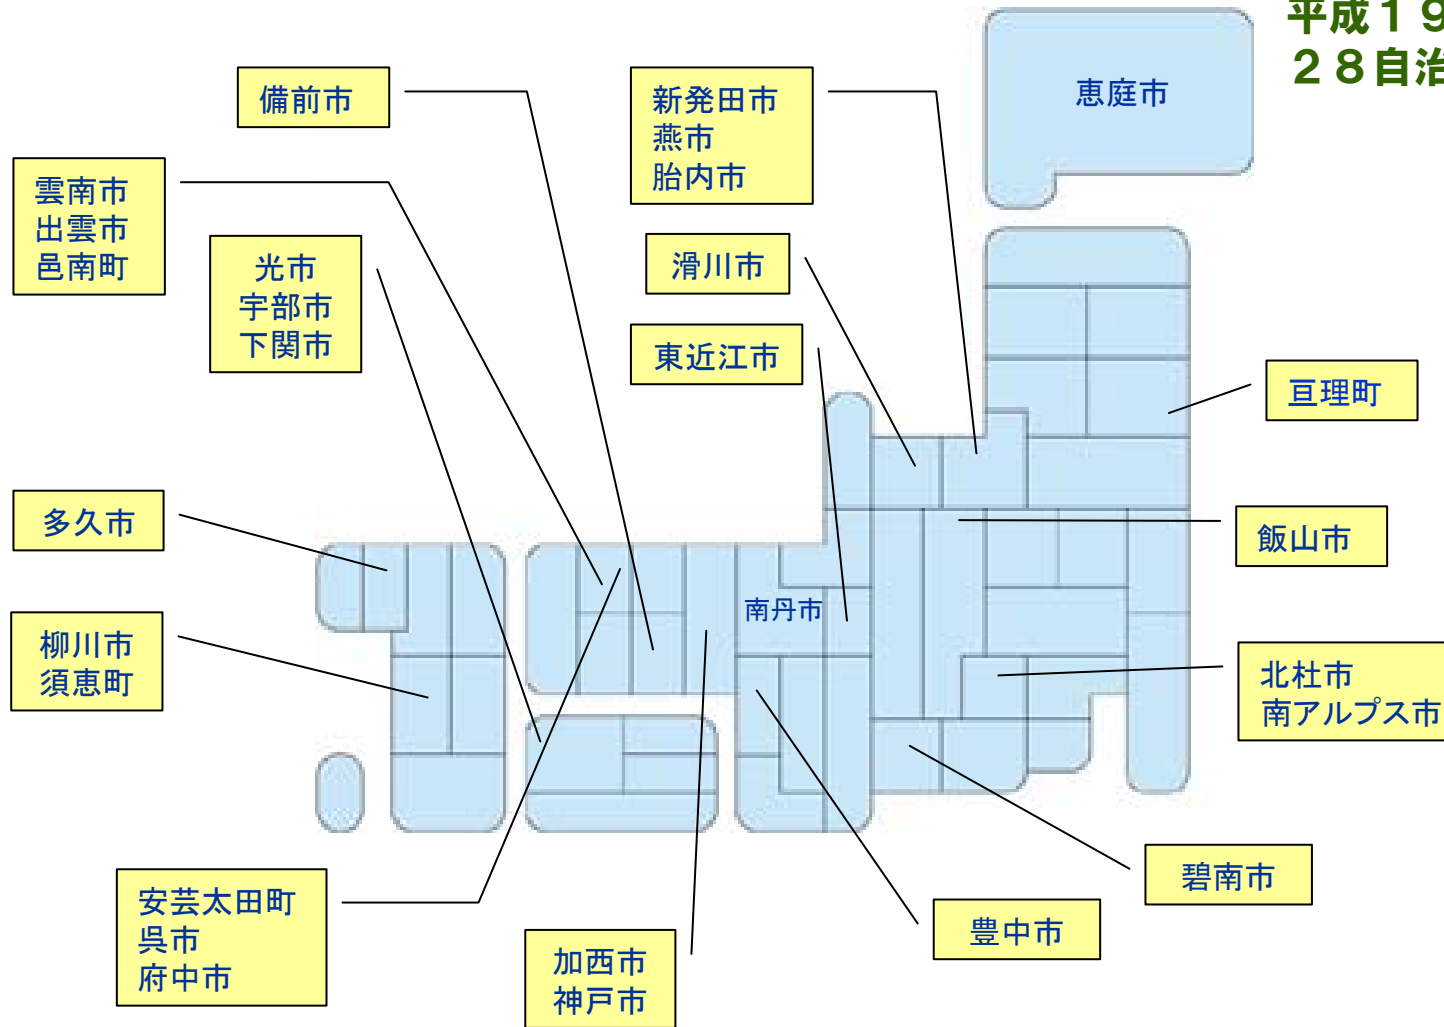 平成１９
２８自治
恵庭市
備前市
新発田市
燕市
胎内市
雲南市
出雲市
邑南町
光市
宇部市
下関市
滑川市
東近江市
亘理町
多久市
飯山市
南丹市
柳川市
須恵町
北杜市
南アルプス市
碧南市
安芸太田町
呉市
府中市
豊中市
加西市
神戸市